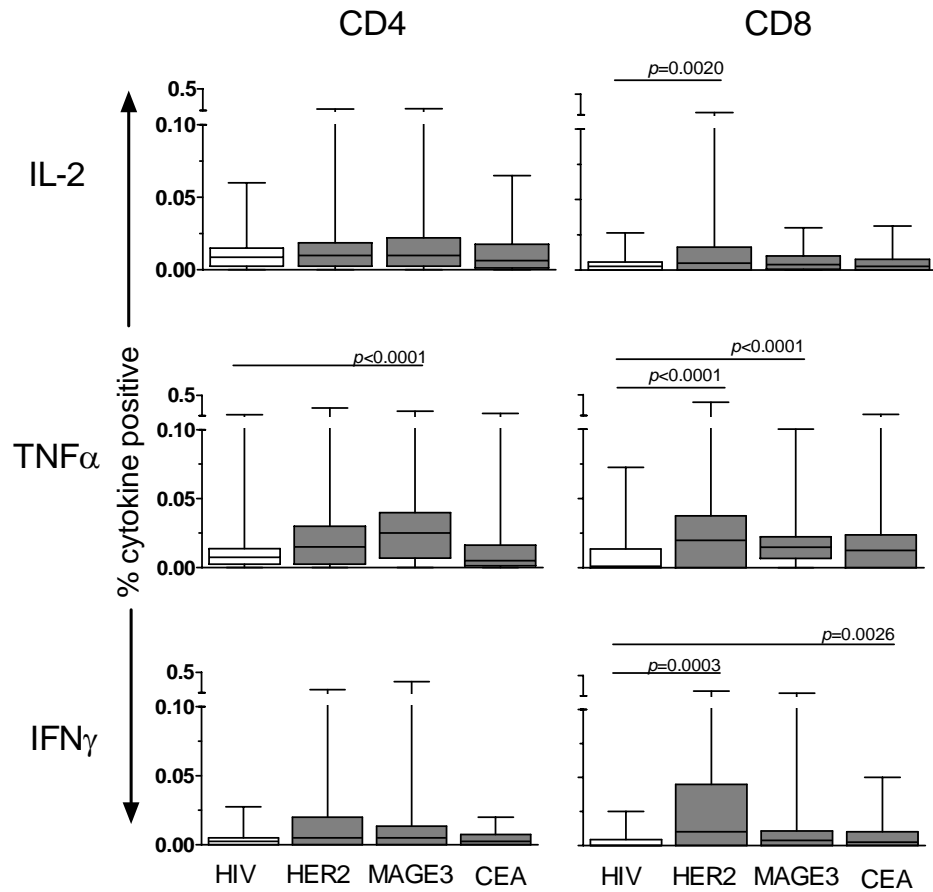 CD4 CD8
p=0.0020
0.5
0.10
IL-2
0.05
0.00
% cytokine positive
p<0.0001 p<0.0001
p<0.0001
0.5
0.10
TNFα
0.05
0.00
p=0.0026
p=0.0003
0.5
0.10
IFNγ
0.05
0.00
HIV HER2 MAGE3 CEA HIV HER2 MAGE3 CEA